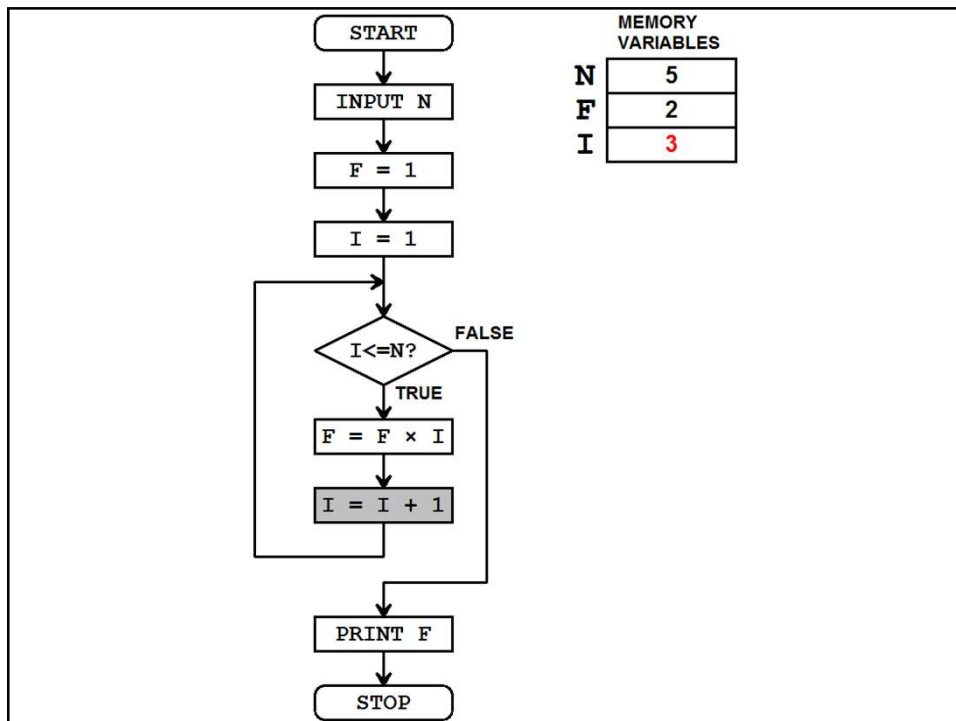 START
INPUT N
F = 1
I = 1
I<=N?
FALSE
TRUE
F = F × I
I = I + 1
PRINT F
STOP
MEMORY
VARIABLES
N 5
F 2
I 3